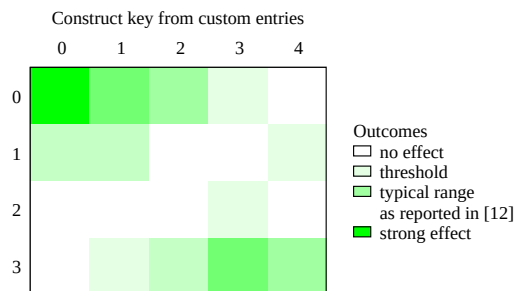 Construct key from custom entries
0 1 2 3 4
0
1
2
3
Outcomes
no effect
threshold
typical range
as reported in [12]
strong effect